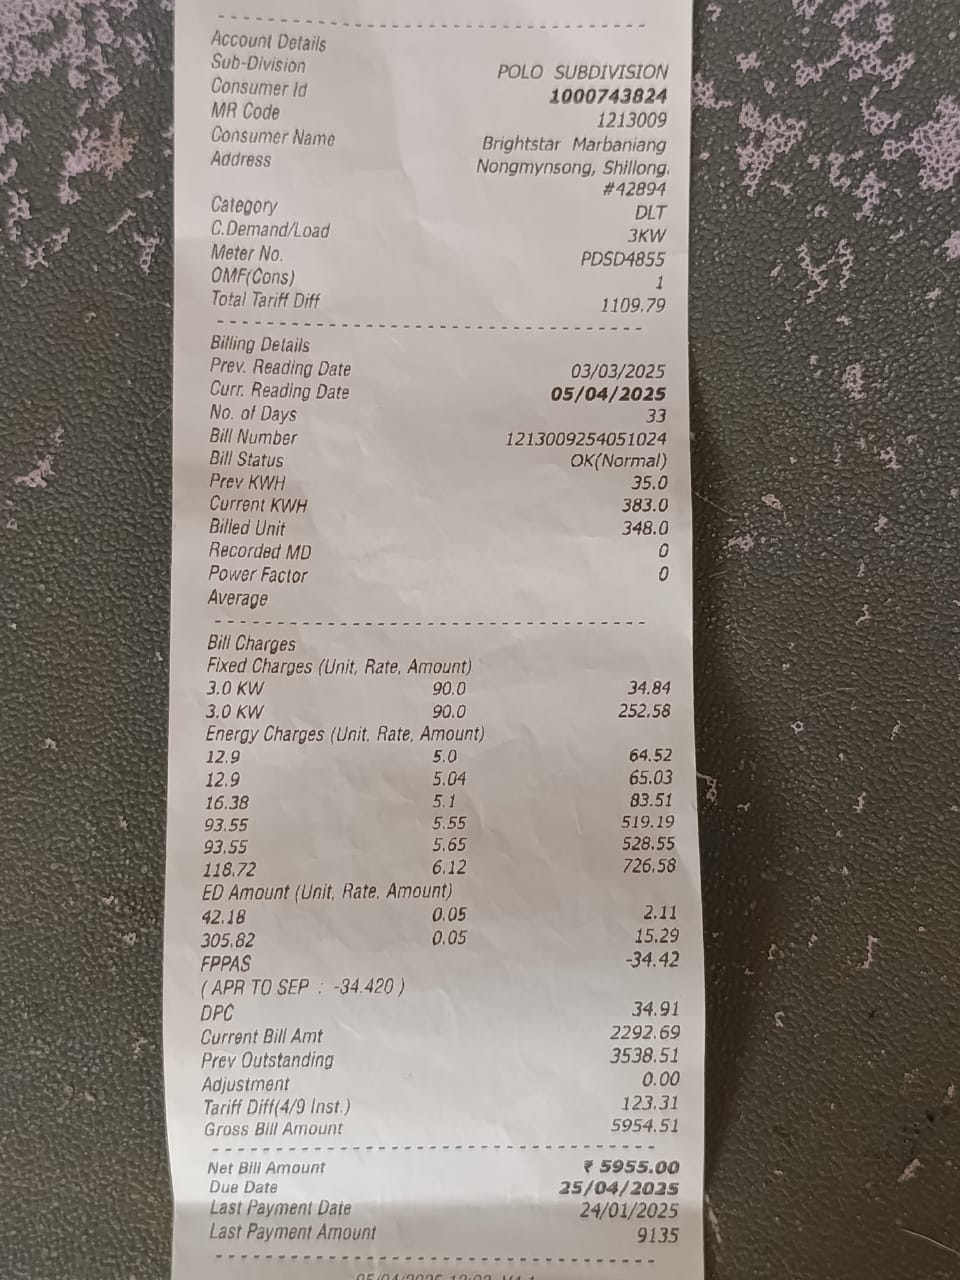 Account Details
Sub-Division POLO SUBDIVISION
Consumer Id 1000743824
MR Code 1213009
Consumer Name Brightstar Marbaniang
Address Nongmynsong, Shillong.
#42894
Category DLT
C.Demand/Load 3KW
Meter No. PDSD4855
OMF(Cons) 1
Total Tariff Diff 1109.79
Billing Details
Prev. Reading Date 03/03/2025
Curr. Reading Date 05/04/2025
No. of Days 33
Bill Number 1213009254051024
Bill Status OK(Normal)
Prev KWH 35.0
Current KWH 383.0
Billed Unit 348.0
Recorded MD 0
Power Factor 0
Average
Bill Charges
Fixed Charges (Unit, Rate, Amount)
3.0 KW 90.0 34.84
3.0 KW 90.0 252.58
Energy Charges (Unit, Rate, Amount)
12.9 5.0 64.52
12.9 5.04 65.03
16.38 5.1 83.51
93.55 5.55 519.19
93.55 5.65 528.55
118.72 6.12 726.58
ED Amount (Unit, Rate, Amount)
42.18 0.05 2.11
305.82 0.05 15.29
FPPAS -34.42
( APR TO SEP : -34.420 )
DPC 34.91
Current Bill Amt 2292.69
Prev Outstanding 3538.51
Adjustment 0.00
Tariff Diff(4/9 Inst.) 123.31
Gross Bill Amount 5954.51
Net Bill Amount ₹ 5955.00
Due Date 25/04/2025
Last Payment Date 24/01/2025
Last Payment Amount 9135